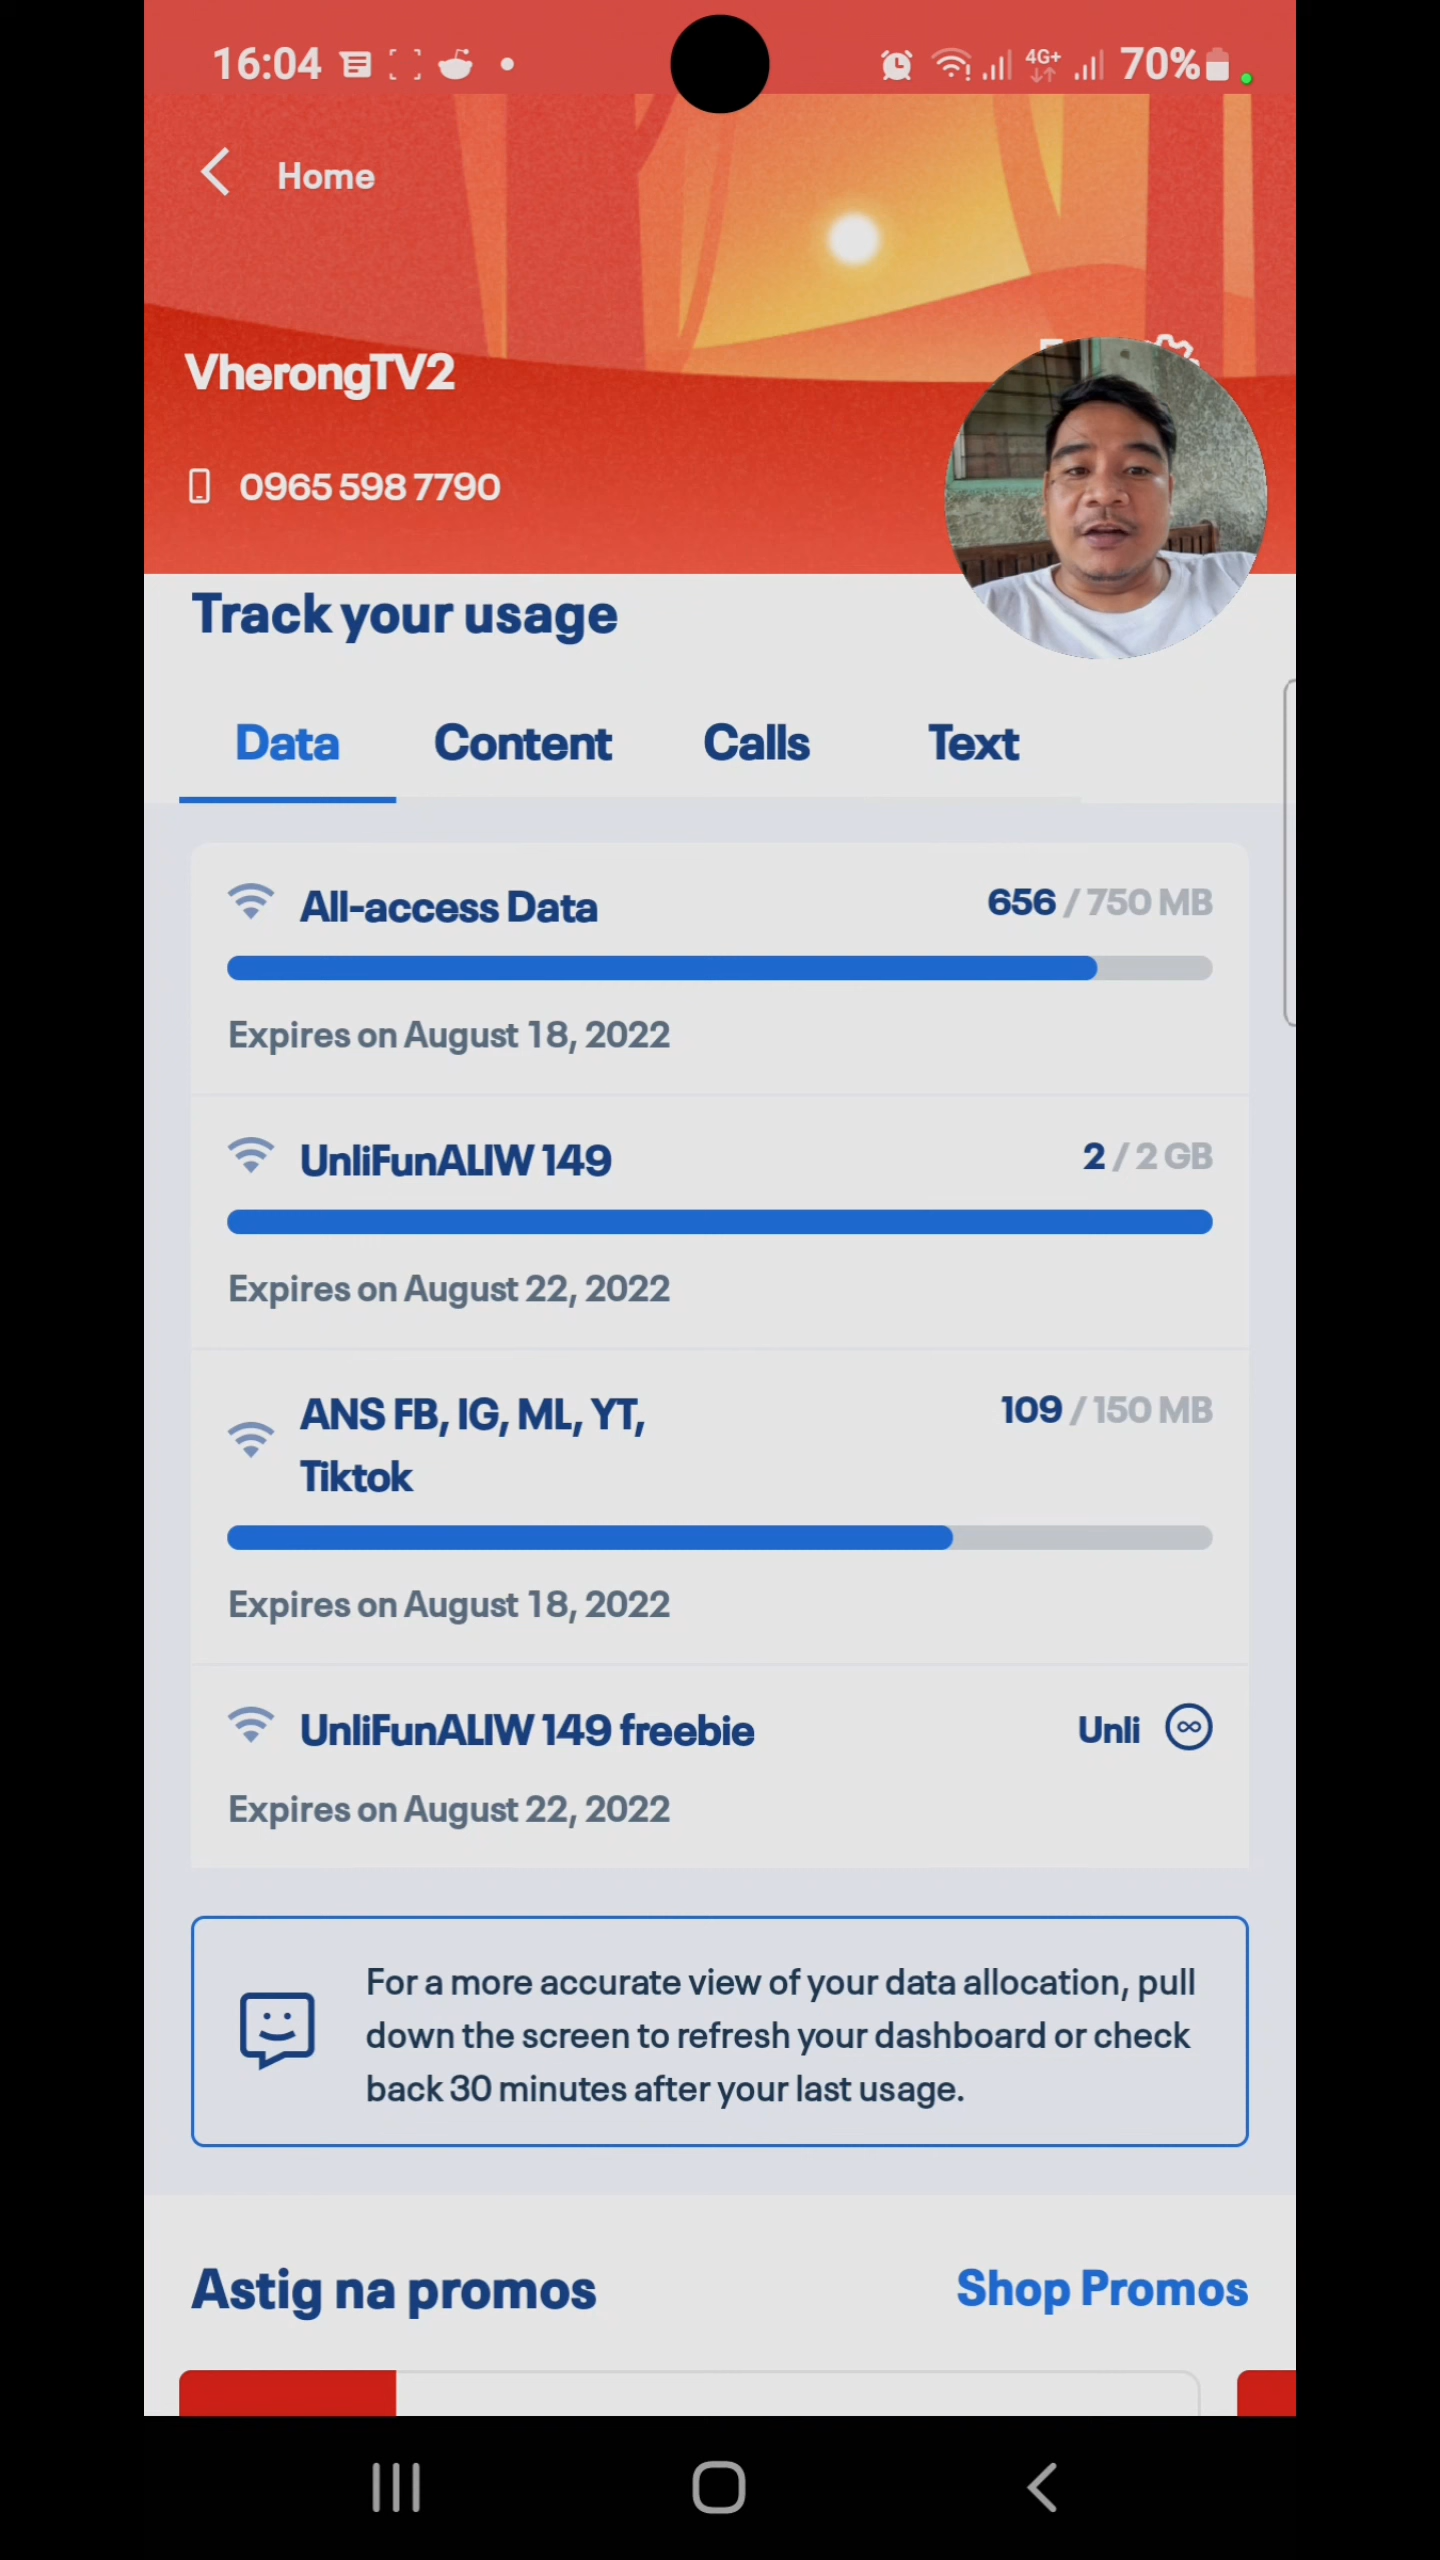 16:04
4G+
70%
Home
VherongTV2
0965 598 7790
Track your usage
Data Content Calls Text
All-access Data 656 / 750 MB
Expires on August 18, 2022
UnliFunALIW 149 2 / 2 GB
Expires on August 22, 2022
ANS FB, IG, ML, YT, 109 / 150 MB
Tiktok
Expires on August 18, 2022
UnliFunALIW 149 freebie Unli
Expires on August 22, 2022
For a more accurate view of your data allocation, pull
down the screen to refresh your dashboard or check
back 30 minutes after your last usage.
Astig na promos Shop Promos